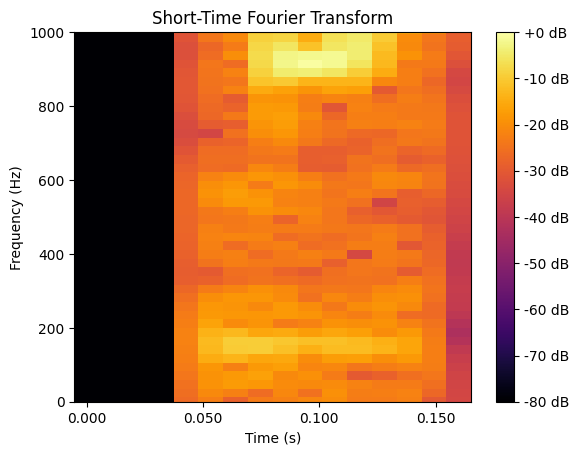 Short-Time Fourier Transform
1000
800
600
400
200
0
Frequency (Hz)
0.000
0.050
0.100
0.150
Time (s)
+0 dB
-10 dB
-20 dB
-30 dB
-40 dB
-50 dB
-60 dB
-70 dB
-80 dB